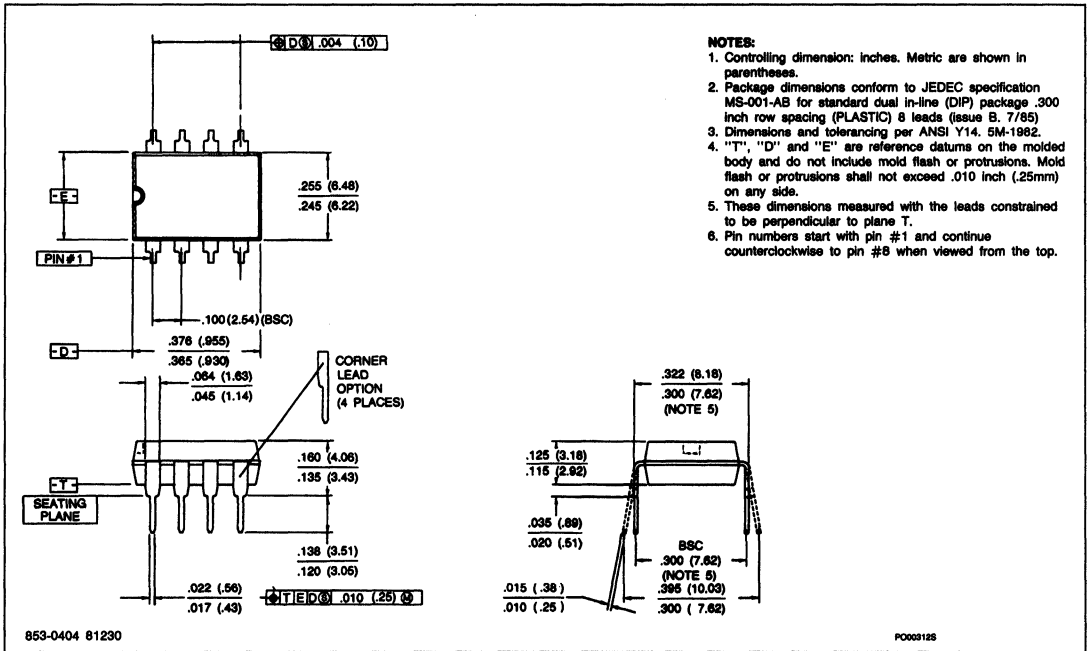 ⌖ D Ⓢ .004 (.10)
NOTES:
1. Controlling dimension: inches. Metric are shown in
parentheses.
2. Package dimensions conform to JEDEC specification
MS-001-AB for standard dual in-line (DIP) package .300
inch row spacing (PLASTIC) 8 leads (issue B. 7/85)
3. Dimensions and tolerancing per ANSI Y14. 5M-1982.
4. "T", "D" and "E" are reference datums on the molded
body and do not include mold flash or protrusions. Mold
flash or protrusions shall not exceed .010 inch (.25mm)
on any side.
5. These dimensions measured with the leads constrained
to be perpendicular to plane T.
6. Pin numbers start with pin #1 and continue
counterclockwise to pin #8 when viewed from the top.
-E-
.255 (6.48)
.245 (6.22)
PIN#1
.100(2.54)(BSC)
-D-
.376 (.955)
.365 (.930)
.064 (1.63)
.045 (1.14)
CORNER
LEAD
OPTION
(4 PLACES)
.160 (4.06)
.135 (3.43)
-T-
SEATING
PLANE
.138 (3.51)
.120 (3.05)
.022 (.56)
.017 (.43)
⌖ T E D Ⓢ .010 (.25) Ⓜ
.322 (8.18)
.300 (7.62)
(NOTE 5)
.125 (3.18)
.115 (2.92)
.035 (.89)
.020 (.51)
BSC
.300 (7.62)
(NOTE 5)
.395 (10.03)
.300 ( 7.62)
.015 ( .38 )
.010 ( .25 )
853-0404 81230
PO00312S